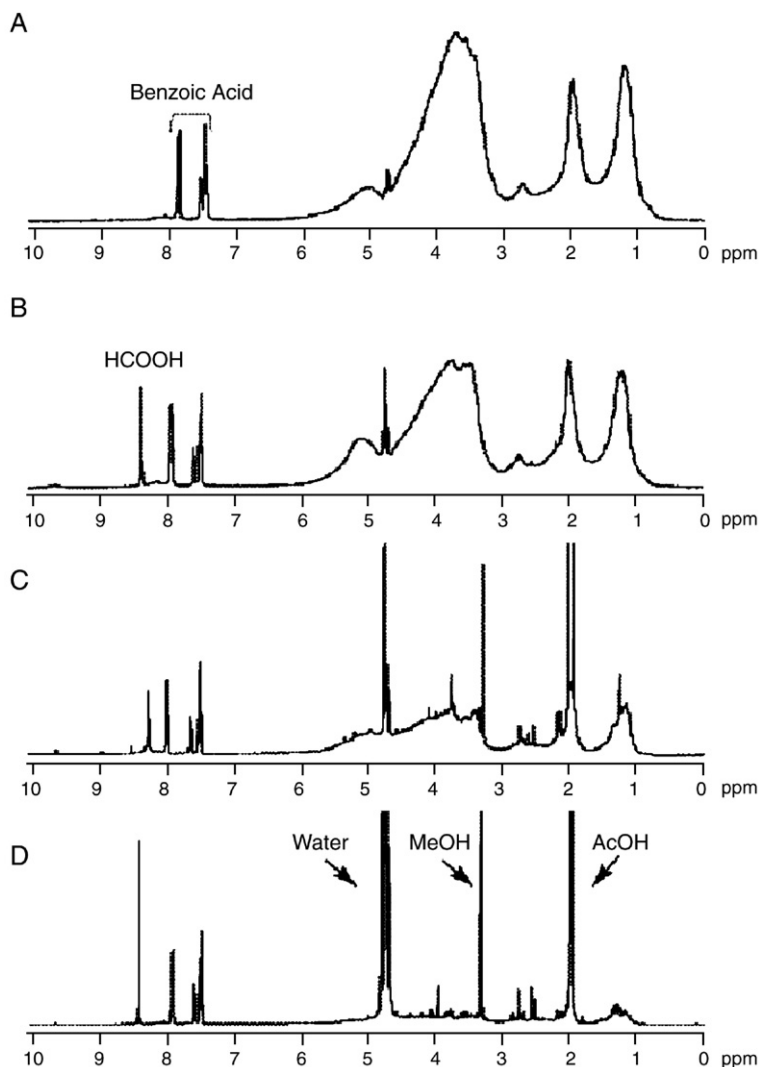 A
Benzoic Acid
10 9 8 7 6 5 4 3 2 1 0 ppm
B
HCOOH
10 9 8 7 6 5 4 3 2 1 0 ppm
C
10 9 8 7 6 5 4 3 2 1 0 ppm
D
Water MeOH AcOH
10 9 8 7 6 5 4 3 2 1 0 ppm